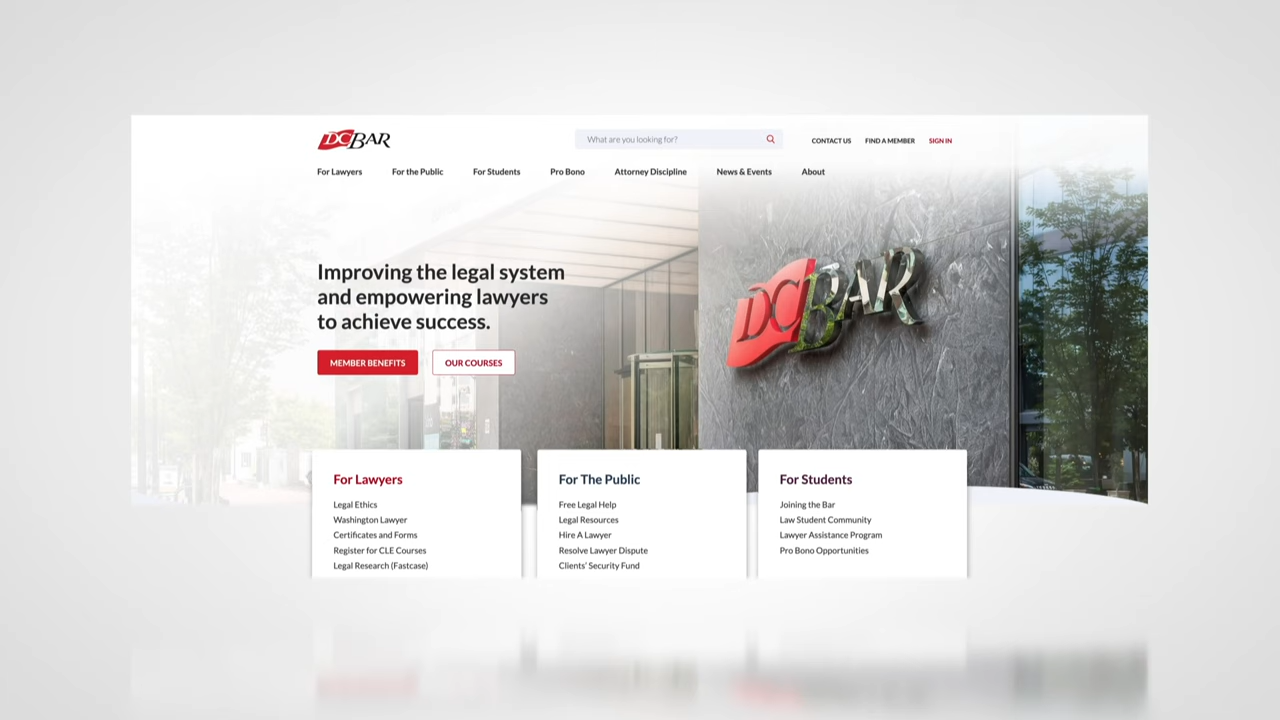 DCBAR
What are you looking for?
CONTACT US
FIND A MEMBER
SIGN IN
For Lawyers
For the Public
For Students
Pro Bono
Attorney Discipline
News & Events
About
Improving the legal system
and empowering lawyers
to achieve success.
MEMBER BENEFITS
OUR COURSES
DCBAR
For Lawyers
Legal Ethics
Washington Lawyer
Certificates and Forms
Register for CLE Courses
Legal Research (Fastcase)
For The Public
Free Legal Help
Legal Resources
Hire A Lawyer
Resolve Lawyer Dispute
Clients' Security Fund
For Students
Joining the Bar
Law Student Community
Lawyer Assistance Program
Pro Bono Opportunities